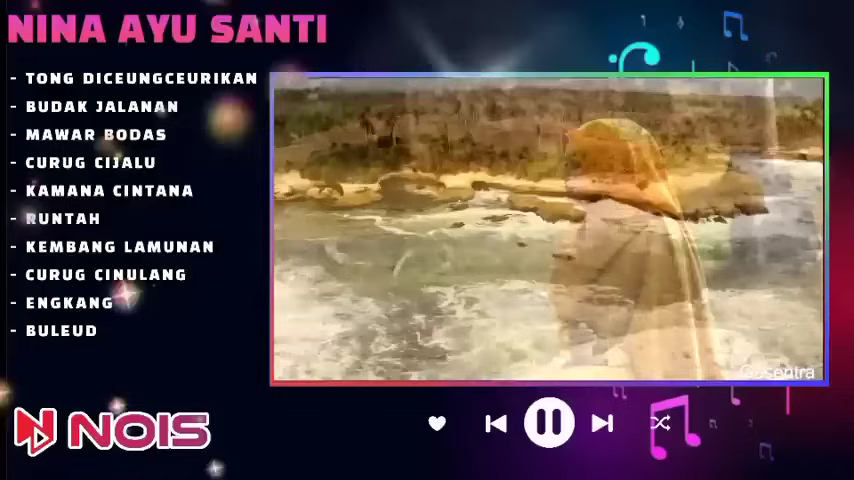 NINA AYU SANTI
- TONG DICEUNGCEURIKAN
- BUDAK JALANAN
- MAWAR BODAS
- CURUG CIJALU
- KAMANA CINTANA
- RUNTAH
- KEMBANG LAMUNAN
- CURUG CINULANG
- ENGKANG
- BULEUD
Gosentra
NOIS